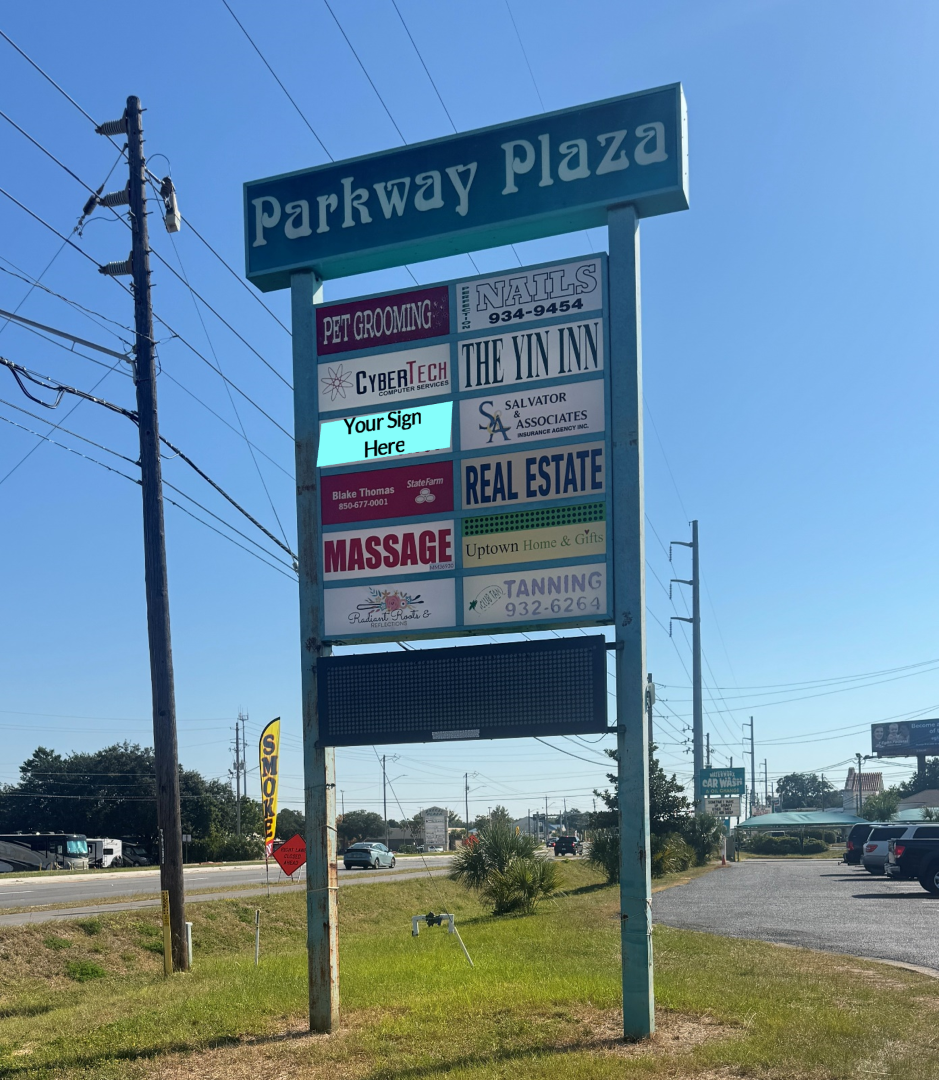 Parkway Plaza
PET GROOMING
NAILS
934-9454
CYBERTECH
COMPUTER SERVICES
THE YIN INN
Your Sign
Here
SALVATOR
&
ASSOCIATES
INSURANCE AGENCY INC.
Blake Thomas
850-677-0001
StateFarm
REAL ESTATE
MASSAGE
Uptown Home & Gifts
Radiant Roots &
REFLECTIONS
TANNING
932-6264
SMOKE
CAR WASH